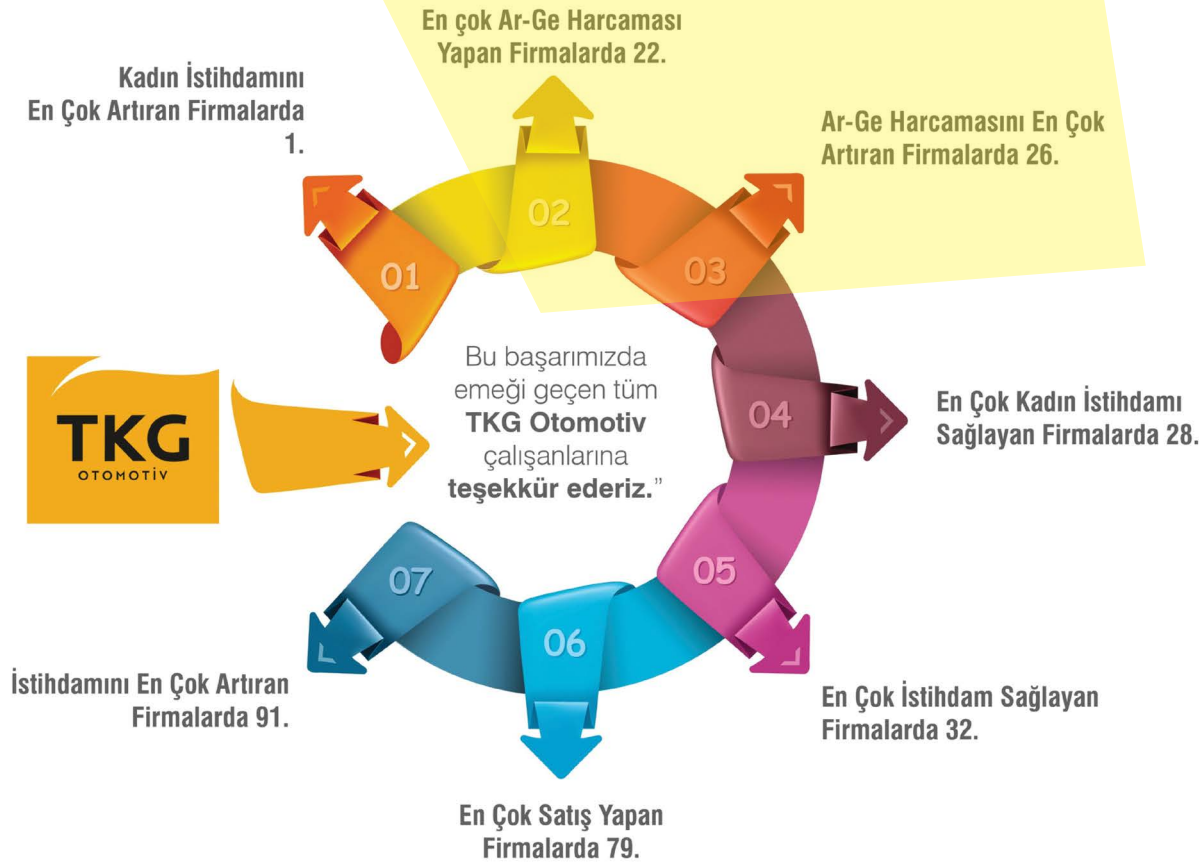 En çok Ar-Ge Harcaması
Yapan Firmalarda 22.
Kadın İstihdamını
En Çok Artıran Firmalarda
1.
Ar-Ge Harcamasını En Çok
Artıran Firmalarda 26.
01
02
03
04
05
06
07
TKG
OTOMOTİV
Bu başarımızda
emeği geçen tüm
TKG Otomotiv
çalışanlarına
teşekkür ederiz.”
En Çok Kadın İstihdamı
Sağlayan Firmalarda 28.
En Çok İstihdam Sağlayan
Firmalarda 32.
En Çok Satış Yapan
Firmalarda 79.
İstihdamını En Çok Artıran
Firmalarda 91.